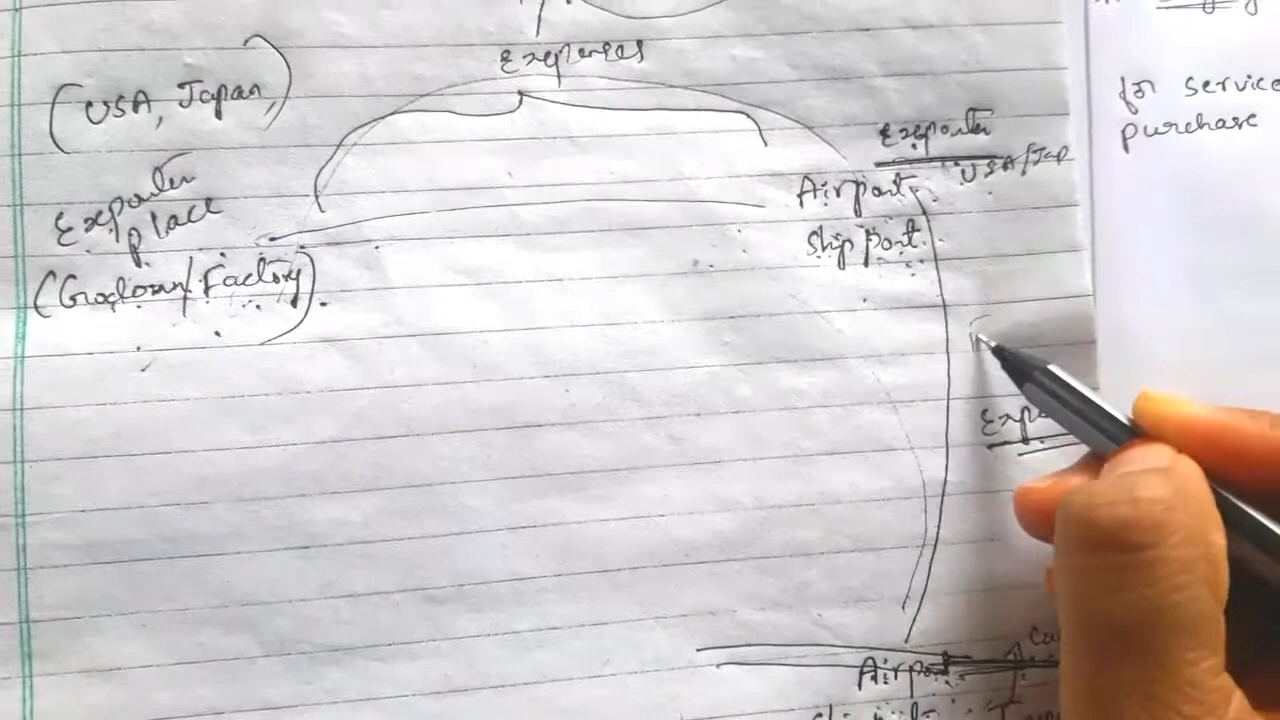 Expenses
(USA, Japan,)
for service
purchase
Exporter
USA/Jap
Exporter
place
Airport
Ship port
(Godown/Factory)
Exp
Airport